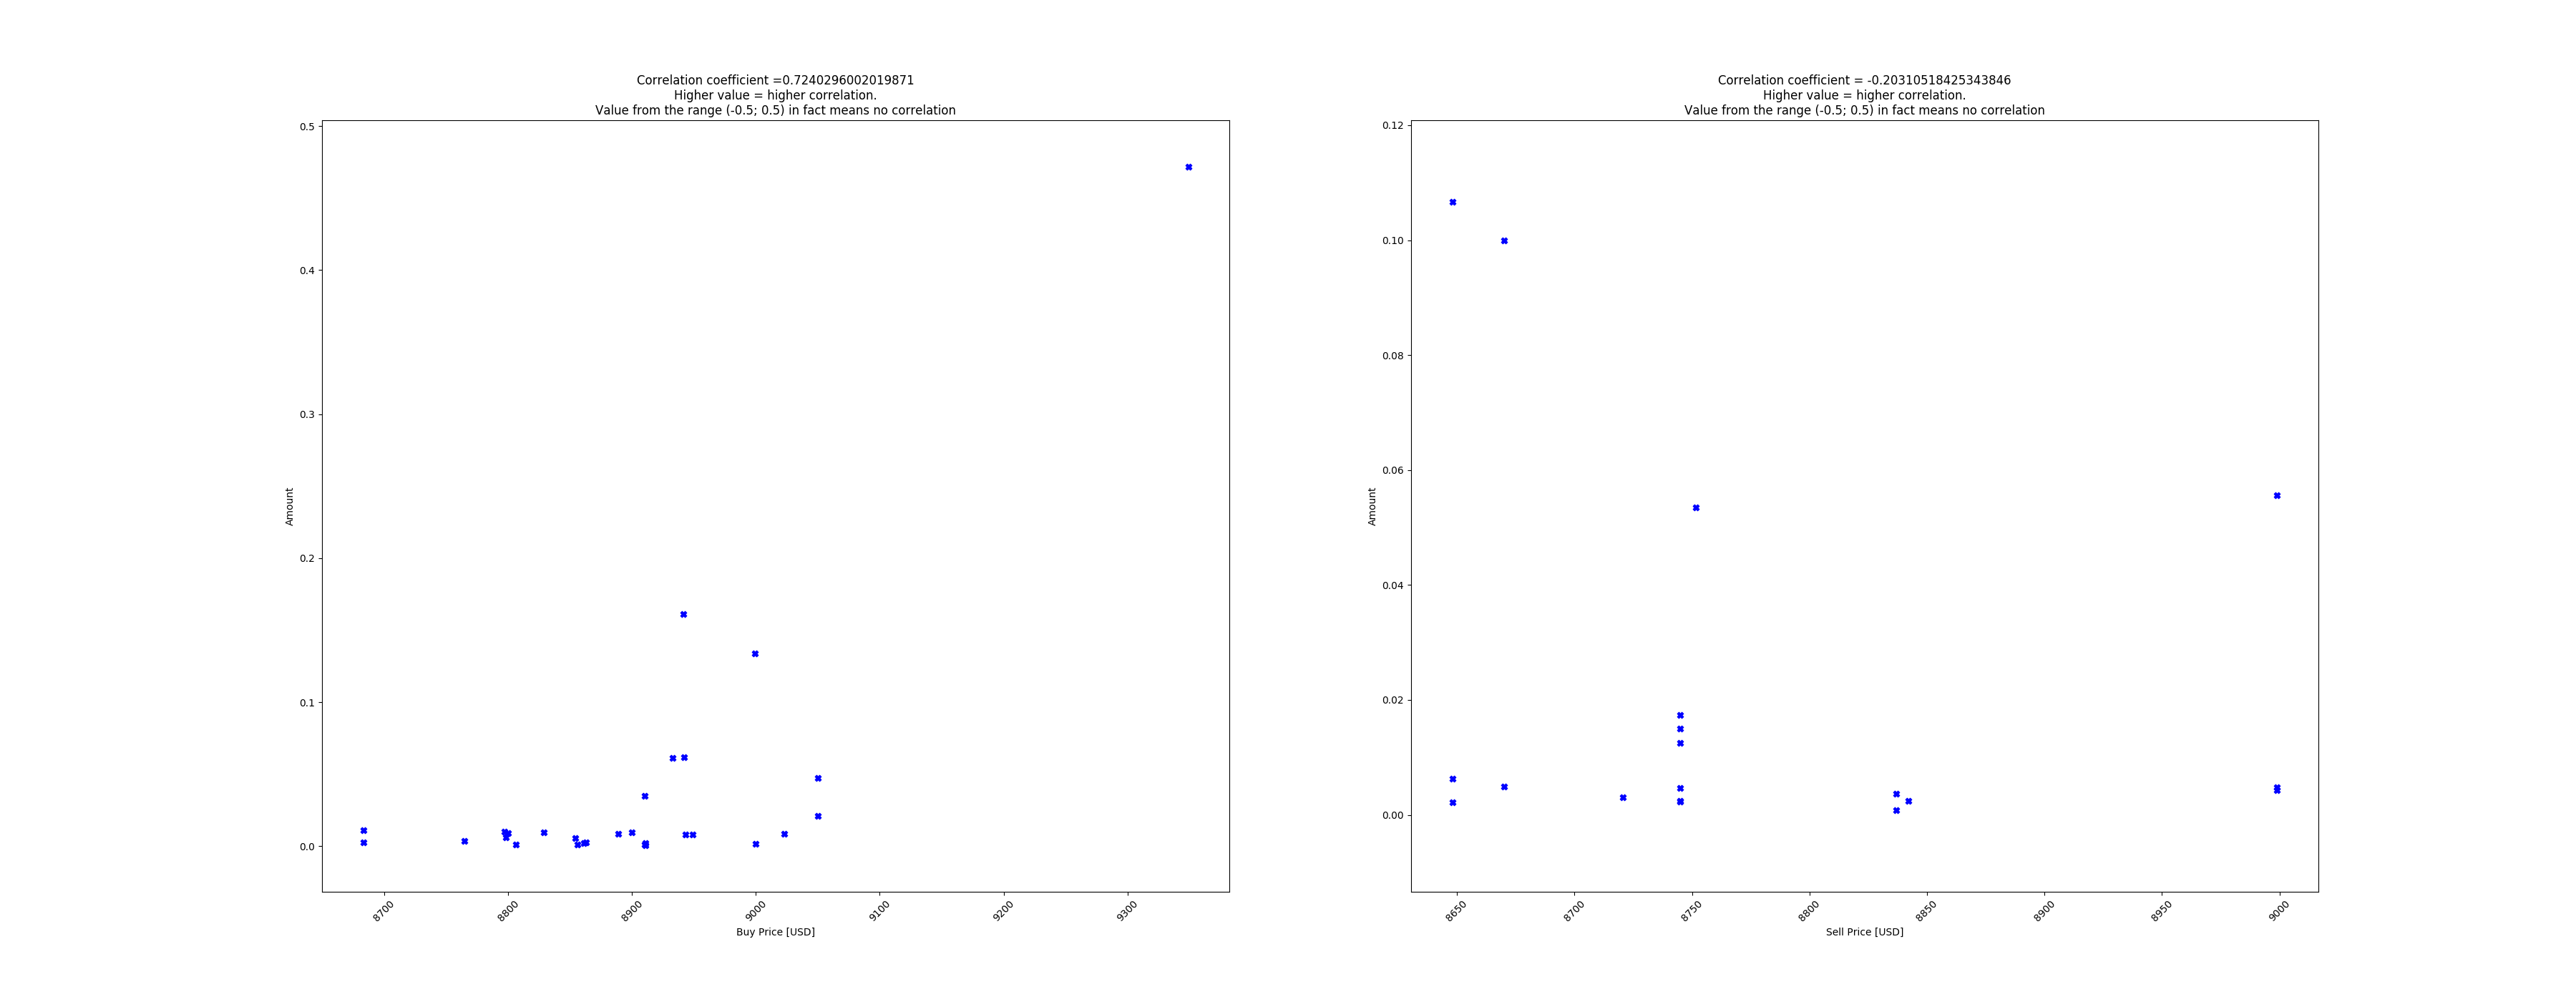 Correlation coefficient =0.7240296002019871
Higher value = higher correlation.
Value from the range (-0.5; 0.5) in fact means no correlation
0.5
0.4
0.3
0.2
0.1
0.0
Amount
8700
8800
8900
9000
9100
9200
9300
Buy Price [USD]
Correlation coefficient = -0.20310518425343846
Higher value = higher correlation.
Value from the range (-0.5; 0.5) in fact means no correlation
0.12
0.10
0.08
0.06
0.04
0.02
0.00
Amount
8650
8700
8750
8800
8850
8900
8950
9000
Sell Price [USD]